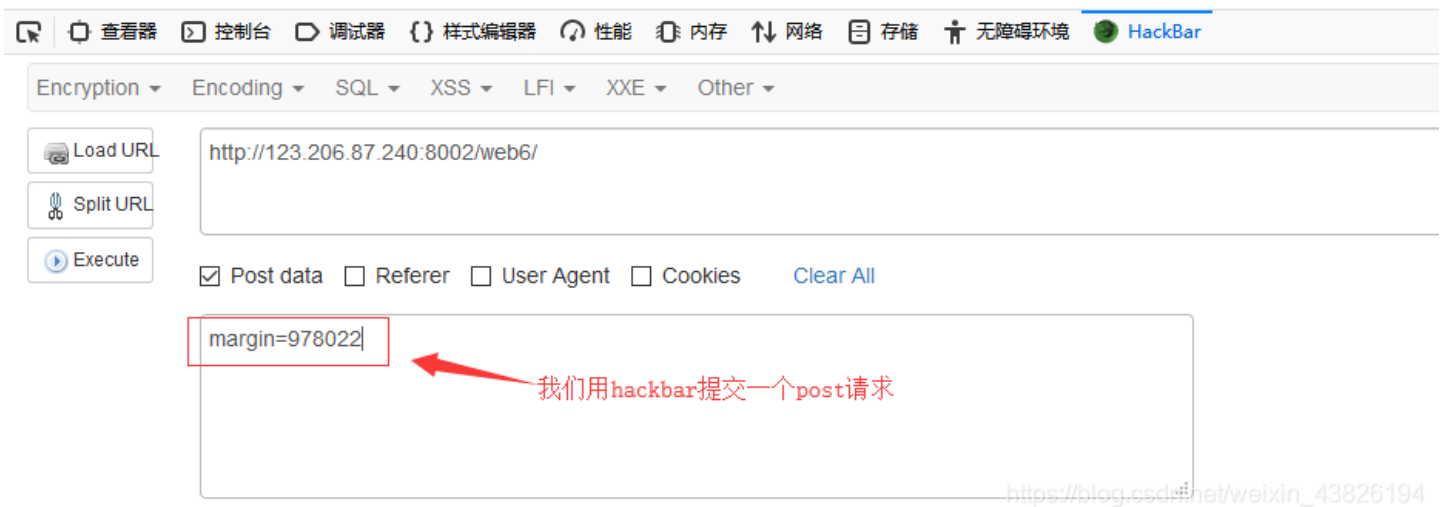 查看器 控制台 调试器 样式编辑器 性能 内存 网络 存储 无障碍环境 HackBar
Encryption Encoding SQL XSS LFI XXE Other
Load URL
http://123.206.87.240:8002/web6/
Split URL
Execute
Post data Referer User Agent Cookies Clear All
margin=978022
我们用hackbar提交一个post请求
https://blog.csdn.net/weixin_43826194